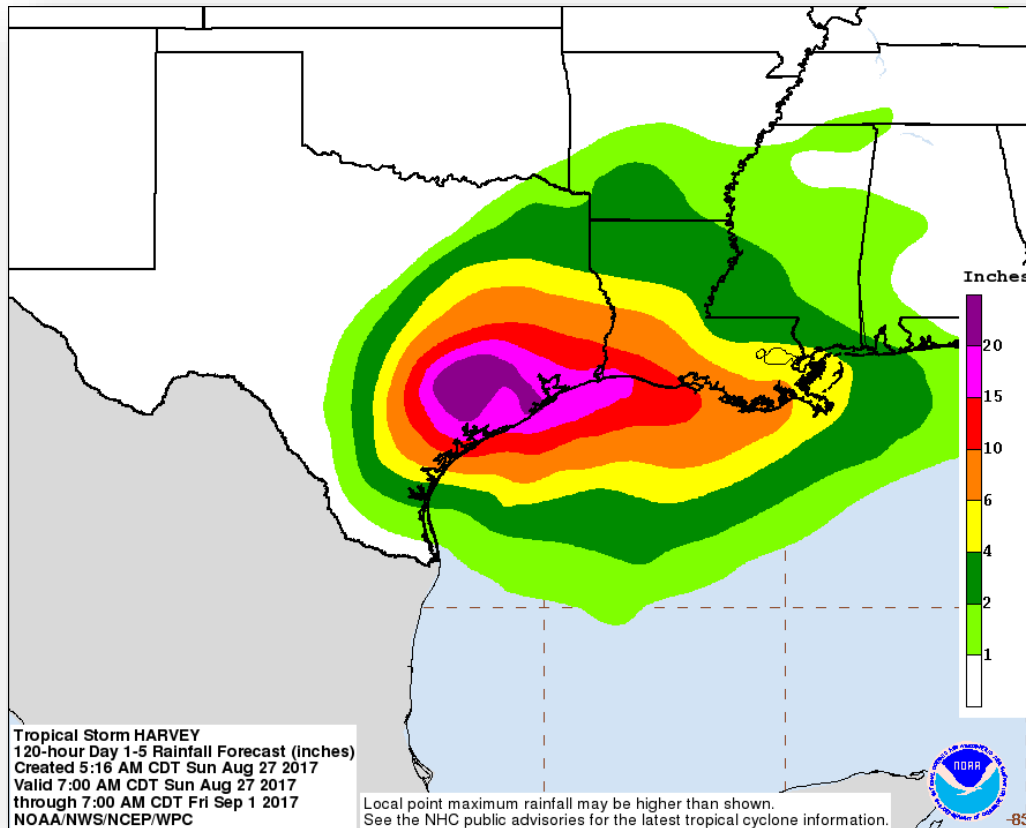 Inches
20
15
10
6
4
2
1
Tropical Storm HARVEY
120-hour Day 1-5 Rainfall Forecast (inches)
Created 5:16 AM CDT Sun Aug 27 2017
Valid 7:00 AM CDT Sun Aug 27 2017
through 7:00 AM CDT Fri Sep 1 2017
NOAA/NWS/NCEP/WPC
Local point maximum rainfall may be higher than shown.
See the NHC public advisories for the latest tropical cyclone information.
NOAA